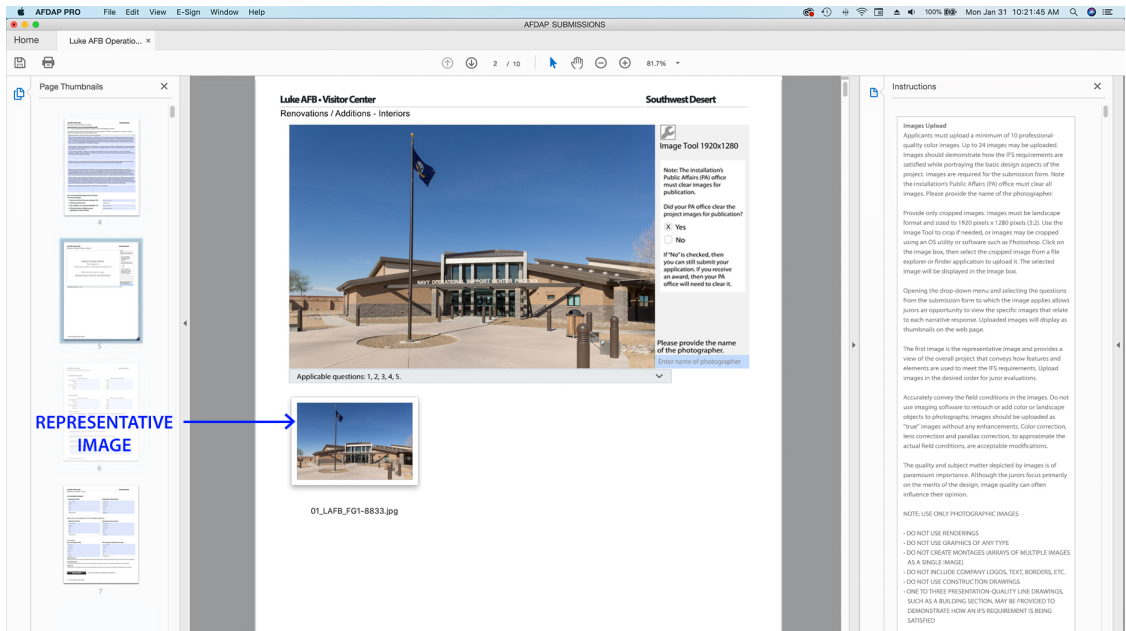 AFDAP PRO File Edit View E-Sign Window Help 100% Mon Jan 31 10:21:45 AM
AFDAP SUBMISSIONS
Home Luke AFB Operatio... ×
2 / 10 81.7%
Page Thumbnails
4
5
6
7
REPRESENTATIVE
IMAGE
Luke AFB • Visitor Center Southwest Desert
Renovations / Additions - Interiors
NAVY OPERATIONAL SUPPORT CENTER PHOENIX
Image Tool 1920x1280
Note: The installation's
Public Affairs (PA) office
must clear images for
publication.
Did your PA office clear the
project images for publication?
X Yes
No
If "No" is checked, then
you can still submit your
application. If you receive
an award, then your PA
office will need to clear it.
Please provide the name
of the photographer.
Enter name of photographer
Applicable questions: 1, 2, 3, 4, 5.
01_LAFB_FG1-8833.jpg
Instructions
Images Upload
Applicants must upload a minimum of 10 professional-
quality color images. Up to 24 images may be uploaded.
Images should demonstrate how the IFS requirements are
satisfied while portraying the basic design aspects of the
project. Images are required for the submission form. Note
the installation's Public Affairs (PA) office must clear all
images. Please provide the name of the photographer.
Provide only cropped images. Images must be landscape
format and sized to 1920 pixels x 1280 pixels (3:2). Use the
Image Tool to crop if needed, or images may be cropped
using an OS utility or software such as Photoshop. Click on
the image box, then select the cropped image from a file
explorer or finder application to upload it. The selected
image will be displayed in the image box.
Opening the drop-down menu and selecting the questions
from the submission form to which the image applies allows
jurors an opportunity to view the specific images that relate
to each narrative response. Uploaded images will display as
thumbnails on the web page.
The first image is the representative image and provides a
view of the overall project that conveys how features and
elements are used to meet the IFS requirements. Upload
images in the desired order for juror evaluations.
Accurately convey the field conditions in the images. Do not
use imaging software to retouch or add color or landscape
objects to photographs; images should be uploaded as
"true" images without any enhancements. Color correction,
lens correction and parallax correction, to approximate the
actual field conditions, are acceptable modifications.
The quality and subject matter depicted by images is of
paramount importance. Although the jurors focus primarily
on the merits of the design, image quality can often
influence their opinion.
NOTE: USE ONLY PHOTOGRAPHIC IMAGES
- DO NOT USE RENDERINGS
- DO NOT USE GRAPHICS OF ANY TYPE
- DO NOT CREATE MONTAGES (ARRAYS OF MULTIPLE IMAGES
AS A SINGLE IMAGE)
- DO NOT INCLUDE COMPANY LOGOS, TEXT, BORDERS, ETC.
- DO NOT USE CONSTRUCTION DRAWINGS
- ONE TO THREE PRESENTATION-QUALITY LINE DRAWINGS,
SUCH AS A BUILDING SECTION, MAY BE PROVIDED TO
DEMONSTRATE HOW AN IFS REQUIREMENT IS BEING
SATISFIED